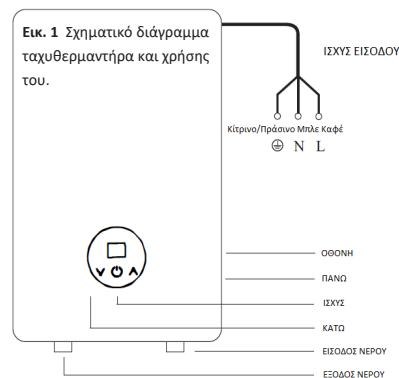 Εικ. 1 Σχηματικό διάγραμμα
ταχυθερμαντήρα και χρήσης
του.
ΙΣΧΥΣ ΕΙΣΟΔΟΥ
Κίτρινο/Πράσινο Μπλε Καφέ
N L
ΟΘΟΝΗ
ΠΑΝΩ
ΙΣΧΥΣ
ΚΑΤΩ
ΕΙΣΟΔΟΣ ΝΕΡΟΥ
ΕΞΟΔΟΣ ΝΕΡΟΥ